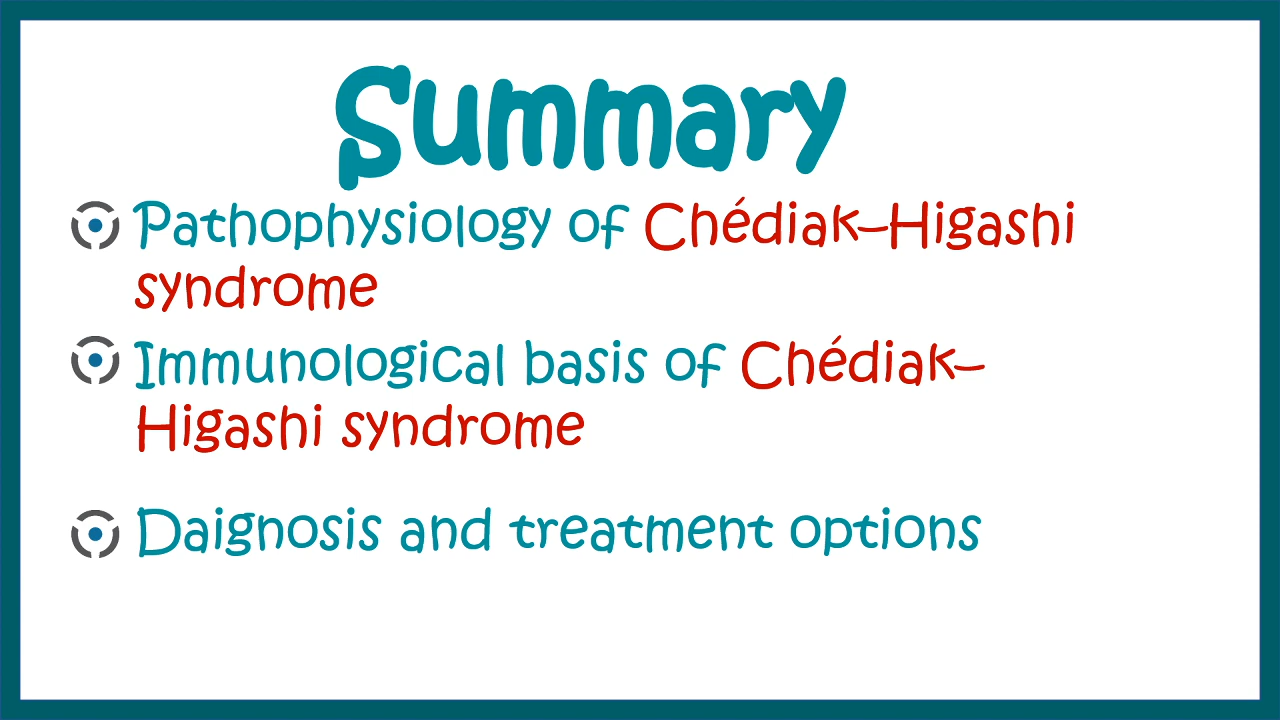 Summary
Pathophysiology of Chédiak–Higashi
syndrome
Immunological basis of Chédiak–
Higashi syndrome
Daignosis and treatment options